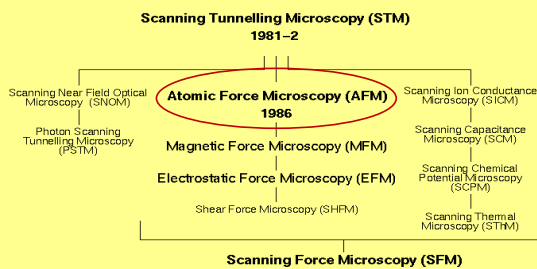 Scanning Tunnelling Microscopy (STM)
1981–2
Scanning Near Field Optical
Microscopy (SNOM)
Photon Scanning
Tunnelling Microscopy
(PSTM)
Atomic Force Microscopy (AFM)
1986
Magnetic Force Microscopy (MFM)
Electrostatic Force Microscopy (EFM)
Shear Force Microscopy (SHFM)
Scanning Ion Conductance
Microscopy (SICM)
Scanning Capacitance
Microscopy (SCM)
Scanning Chemical
Potential Microscopy
(SCPM)
Scanning Thermal
Microscopy (SThM)
Scanning Force Microscopy (SFM)